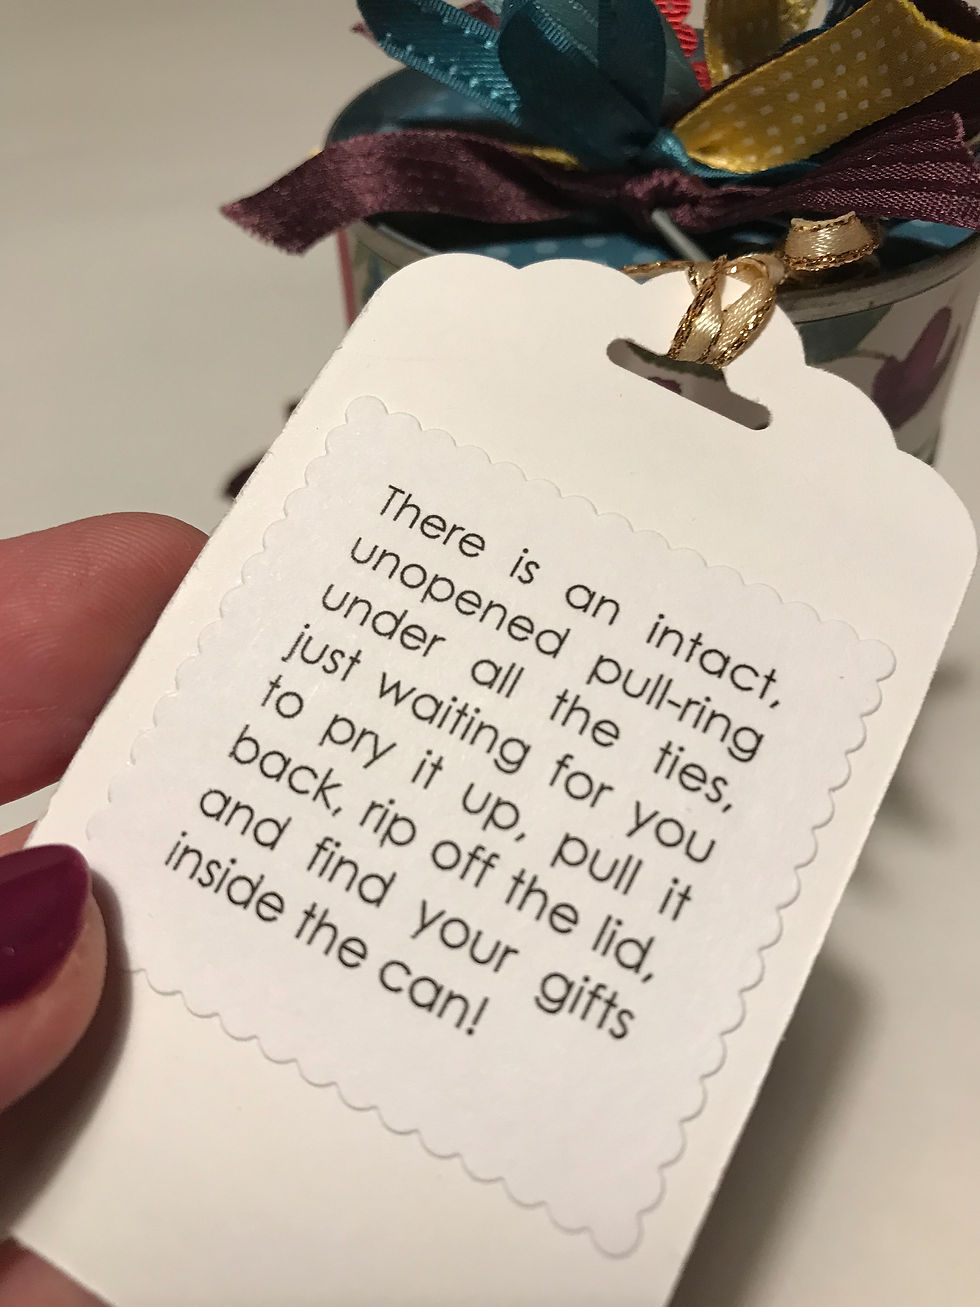 There is an intact,
unopened pull-ring
under all the ties,
just waiting for you
to pry it up, pull it
back, rip off the lid,
and find your gifts
inside the can!